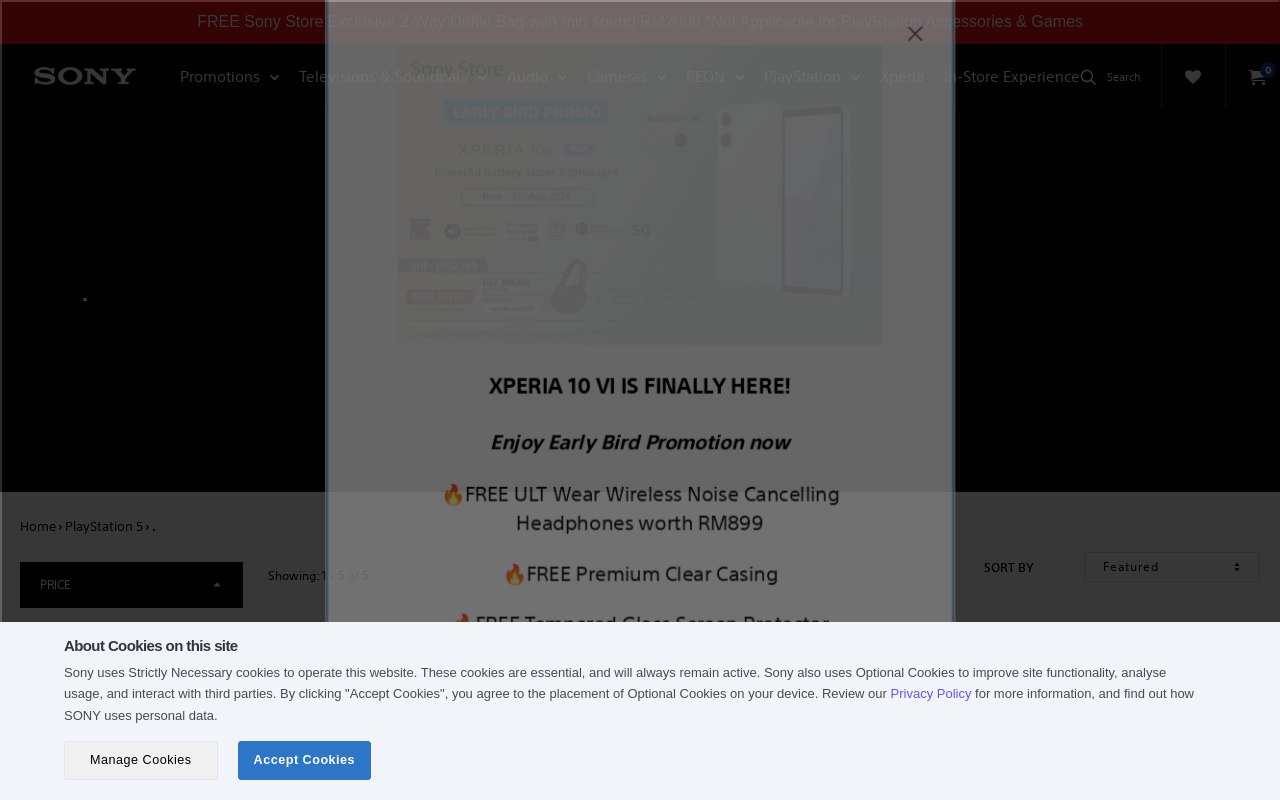 FREE Sony Store Exclusive 2-Way Duffle Bag with min spend RM2500 *Not Applicable for PlayStation Accessories & Games
SONY
Promotions
Televisions & Soundbars
Audio
Cameras
REON
PlayStation
Xperia
In-Store Experience
Search
0
Sony Store
EARLY BIRD PROMO
XPERIA 10 VI
Powerful battery, super lightweight.
5G
ULT WEAR
XPERIA 10 VI IS FINALLY HERE!
Enjoy Early Bird Promotion now
🔥FREE ULT Wear Wireless Noise Cancelling
Headphones worth RM899
🔥FREE Premium Clear Casing
🔥FREE Tempered Glass Screen Protector
Home › PlayStation 5 › .
PRICE
Showing: 1 - 5 of 5
SORT BY
Featured
About Cookies on this site
Sony uses Strictly Necessary cookies to operate this website. These cookies are essential, and will always remain active. Sony also uses Optional Cookies to improve site functionality, analyse
usage, and interact with third parties. By clicking "Accept Cookies", you agree to the placement of Optional Cookies on your device. Review our Privacy Policy for more information, and find out how
SONY uses personal data.
Manage Cookies
Accept Cookies